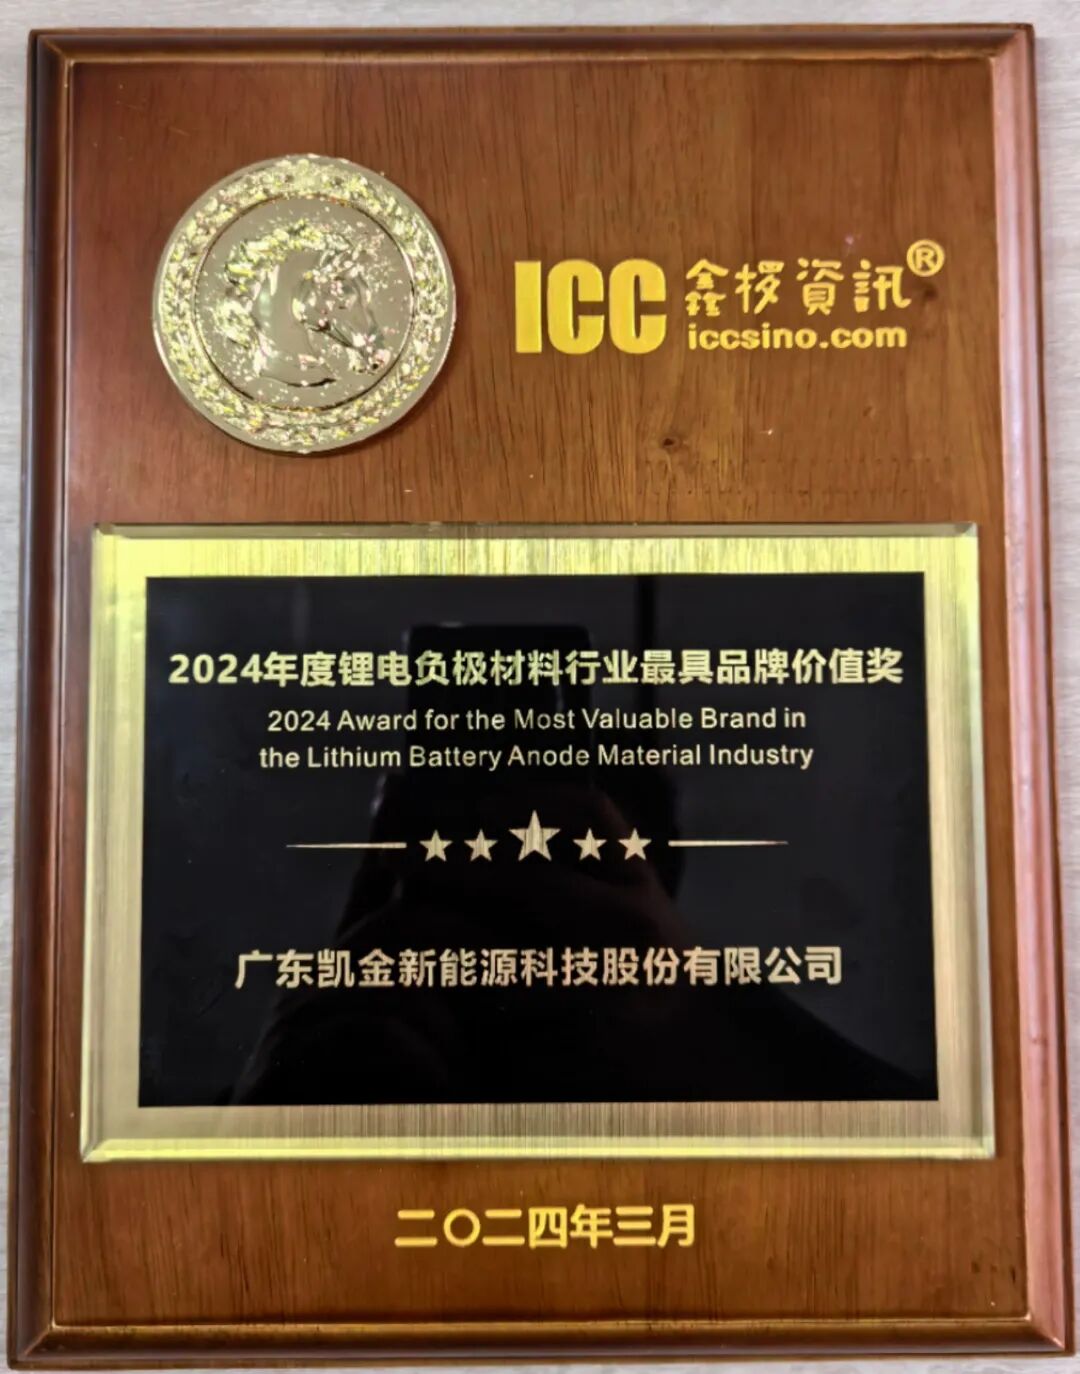 ICC 鑫椤資訊®
iccsino.com
2024年度锂电负极材料行业最具品牌价值奖
2024 Award for the Most Valuable Brand in
the Lithium Battery Anode Material Industry
广东凯金新能源科技股份有限公司
二〇二四年三月